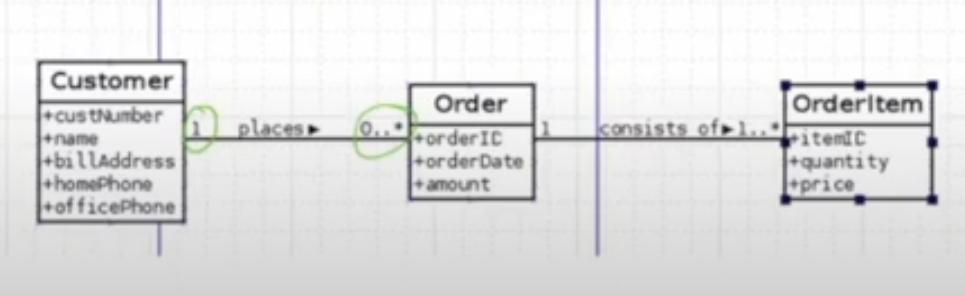 Customer
+custNumber
+name
+billAddress
+homePhone
+officePhone
1 places▶ 0..*
Order
+orderID
+orderDate
+amount
1 consists of▶1..*
OrderItem
+itemID
+quantity
+price